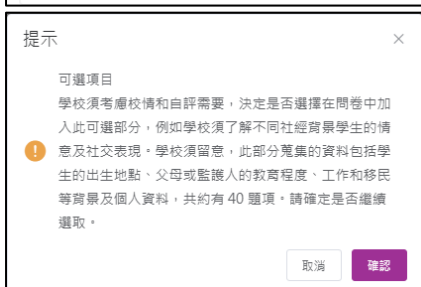 提示
可選項目
學校須考慮校情和自評需要，決定是否選擇在問卷中加
入此可選部分，例如學校須了解不同社經背景學生的情
意及社交表現。學校須留意，此部分蒐集的資料包括學
生的出生地點、父母或監護人的教育程度、工作和移民
等背景及個人資料，共約有 40 題項。請確定是否繼續
選取。
取消
確認